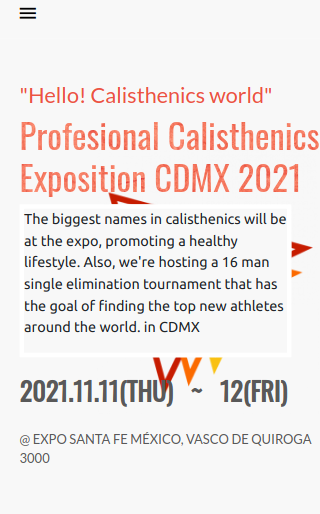 "Hello! Calisthenics world"
Profesional Calisthenics
Exposition CDMX 2021
The biggest names in calisthenics will be
at the expo, promoting a healthy
lifestyle. Also, we're hosting a 16 man
single elimination tournament that has
the goal of finding the top new athletes
around the world. in CDMX
2021.11.11(THU) ~ 12(FRI)
@ EXPO SANTA FE MÉXICO, VASCO DE QUIROGA
3000